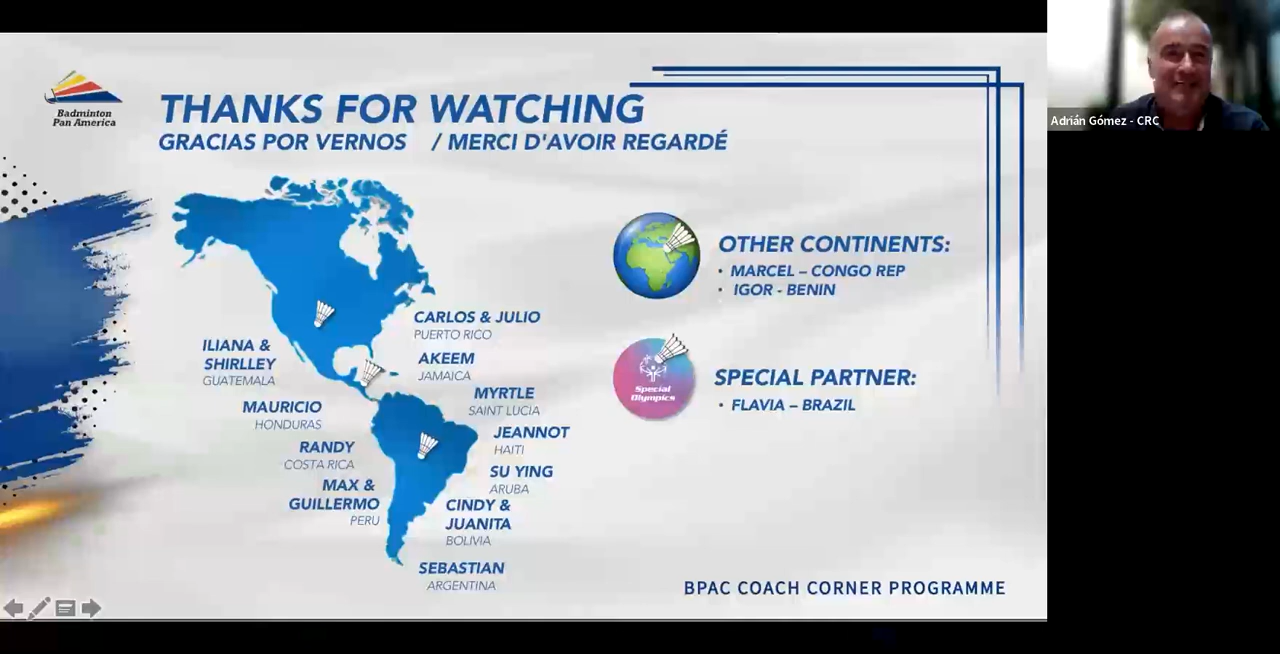 Badminton
Pan America
THANKS FOR WATCHING
GRACIAS POR VERNOS / MERCI D'AVOIR REGARDÉ
CARLOS & JULIO
PUERTO RICO
ILIANA &
SHIRLLEY
GUATEMALA
AKEEM
JAMAICA
MYRTLE
SAINT LUCIA
MAURICIO
HONDURAS
JEANNOT
HAITI
RANDY
COSTA RICA
SU YING
ARUBA
MAX &
GUILLERMO
PERU
CINDY &
JUANITA
BOLIVIA
SEBASTIAN
ARGENTINA
OTHER CONTINENTS:
• MARCEL – CONGO REP
• IGOR - BENIN
Special
Olympics
SPECIAL PARTNER:
• FLAVIA – BRAZIL
BPAC COACH CORNER PROGRAMME
Adrián Gómez - CRC